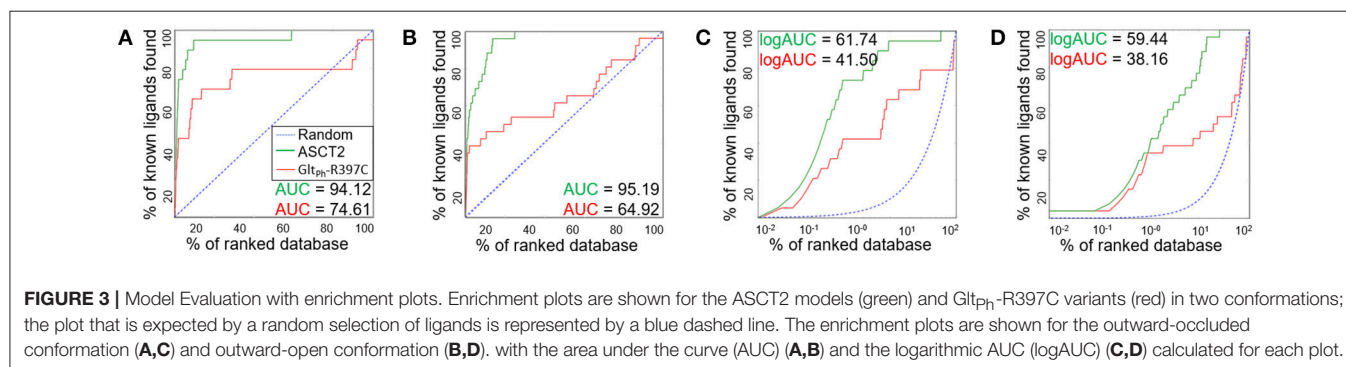 A
% of known ligands found
100
80
60
40
20
Random
ASCT2
GltPh-R397C
AUC = 94.12
AUC = 74.61
20 40 60 80 100
% of ranked database
B
% of known ligands found
100
80
60
40
20
AUC = 95.19
AUC = 64.92
20 40 60 80 100
% of ranked database
C
% of known ligands found
100
80
60
40
20
logAUC = 61.74
logAUC = 41.50
10-2 10-1 10-0 101 102
% of ranked database
D
% of known ligands found
100
80
60
40
20
logAUC = 59.44
logAUC = 38.16
10-2 10-1 10-0 101 102
% of ranked database
FIGURE 3 | Model Evaluation with enrichment plots. Enrichment plots are shown for the ASCT2 models (green) and GltPh-R397C variants (red) in two conformations;
the plot that is expected by a random selection of ligands is represented by a blue dashed line. The enrichment plots are shown for the outward-occluded
conformation (A,C) and outward-open conformation (B,D). with the area under the curve (AUC) (A,B) and the logarithmic AUC (logAUC) (C,D) calculated for each plot.